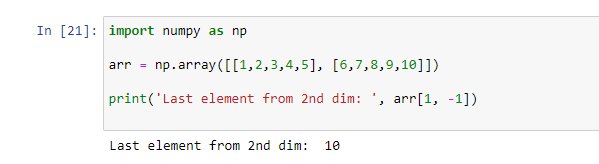 In [21]: import numpy as np
arr = np.array([[1,2,3,4,5], [6,7,8,9,10]])
print('Last element from 2nd dim: ', arr[1, -1])
Last element from 2nd dim:  10